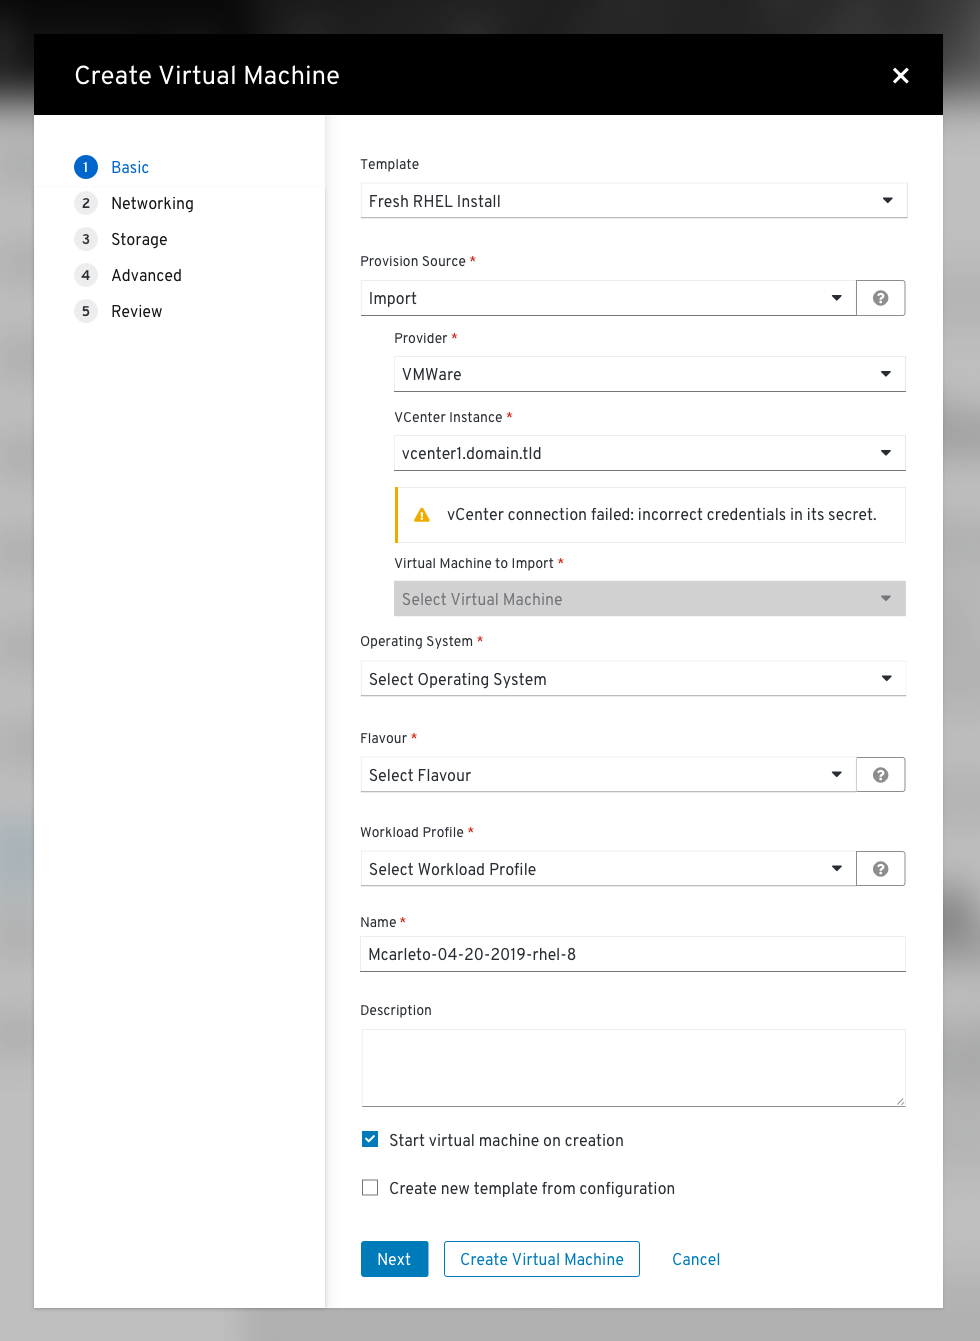 Create Virtual Machine
1 Basic
2 Networking
3 Storage
4 Advanced
5 Review
Template
Fresh RHEL Install
Provision Source *
Import
Provider *
VMWare
VCenter Instance *
vcenter1.domain.tld
vCenter connection failed: incorrect credentials in its secret.
Virtual Machine to Import *
Select Virtual Machine
Operating System *
Select Operating System
Flavour *
Select Flavour
Workload Profile *
Select Workload Profile
Name *
Mcarleto-04-20-2019-rhel-8
Description
Start virtual machine on creation
Create new template from configuration
Next Create Virtual Machine Cancel